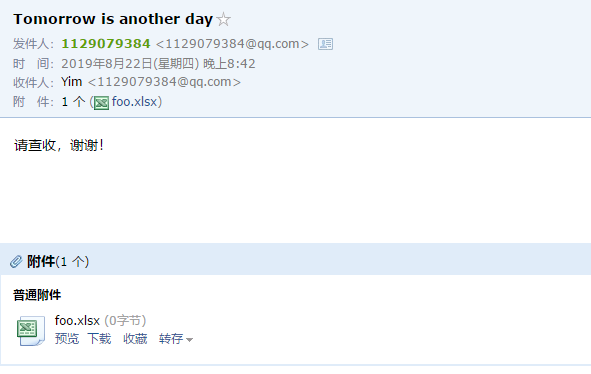 Tomorrow is another day☆
发件人：1129079384 <1129079384@qq.com>
时　间：2019年8月22日(星期四) 晚上8:42
收件人：Yim <1129079384@qq.com>
附　件：1 个 (foo.xlsx)
请查收，谢谢！
附件(1 个)
普通附件
foo.xlsx (0字节)
预览 下载 收藏 转存